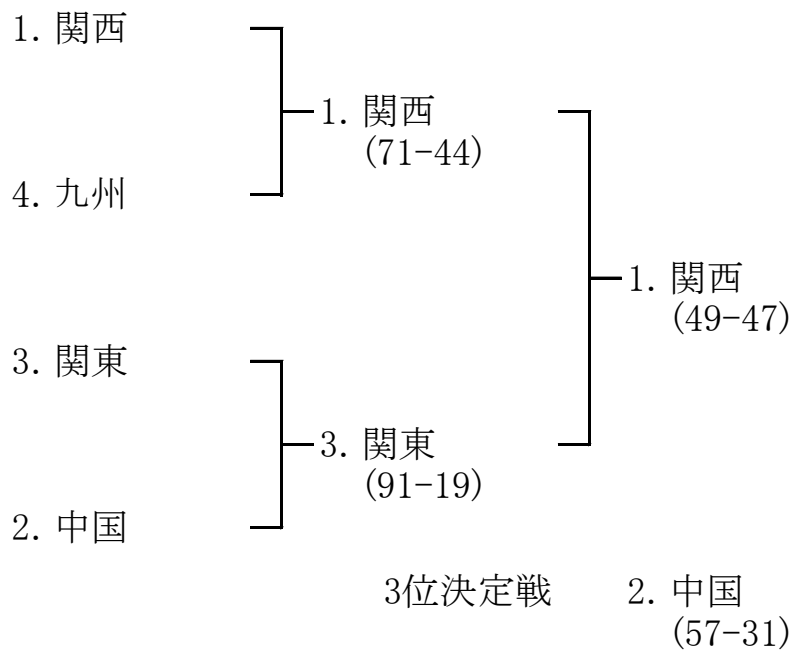 1. 関西
1. 関西
(71-44)
4. 九州
1. 関西
(49-47)
3. 関東
3. 関東
(91-19)
2. 中国
3位決定戦 2. 中国
(57-31)